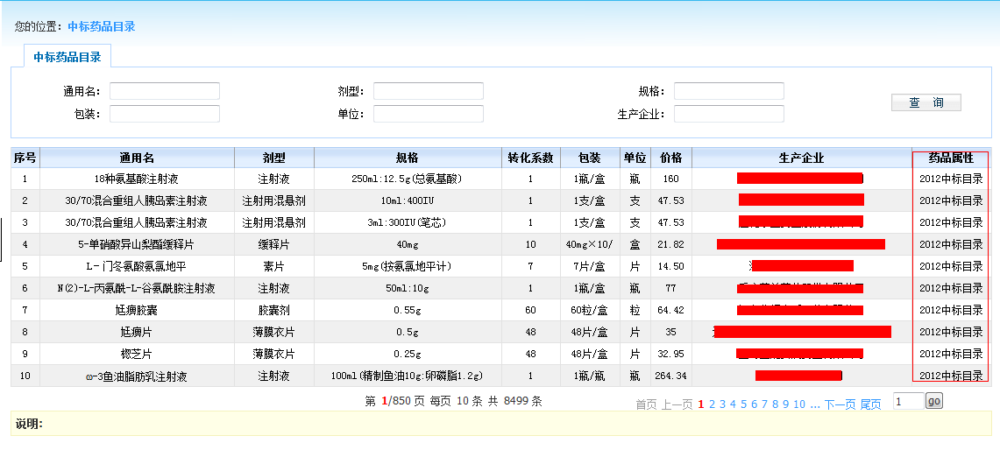 您的位置: 中标药品目录
中标药品目录
通用名: 剂型: 规格:
包装: 单位: 生产企业:
查 询
序号 通用名 剂型 规格 转化系数 包装 单位 价格 生产企业 药品属性
1 18种氨基酸注射液 注射液 250ml:12.5g(总氨基酸) 1 1瓶/盒 瓶 160 2012中标目录
2 30/70混合重组人胰岛素注射液 注射用混悬剂 10ml:400IU 1 1支/盒 支 47.53 2012中标目录
3 30/70混合重组人胰岛素注射液 注射用混悬剂 3ml:300IU(笔芯) 1 1支/盒 支 47.53 2012中标目录
4 5-单硝酸异山梨酯缓释片 缓释片 40mg 10 40mg×10/ 盒 21.82 2012中标目录
5 L-门冬氨酸氨氯地平 素片 5mg(按氨氯地平计) 7 7片/盒 片 14.50 2012中标目录
6 N(2)-L-丙氨酰-L-谷氨酰胺注射液 注射液 50ml:10g 1 1瓶/盒 瓶 77 2012中标目录
7 尪痹胶囊 胶囊剂 0.55g 60 60粒/盒 粒 64.42 2012中标目录
8 尪痹片 薄膜衣片 0.5g 48 48片/盒 片 35 2012中标目录
9 楤芝片 薄膜衣片 0.25g 48 48片/盒 片 32.95 2012中标目录
10 ω-3鱼油脂肪乳注射液 注射液 100ml(精制鱼油10g:卵磷脂1.2g) 1 1瓶/瓶 瓶 264.34 2012中标目录
第 1/850 页 每页 10 条 共 8499 条
首页 上一页 1 2 3 4 5 6 7 8 9 10 ... 下一页 尾页 1 go
说明: